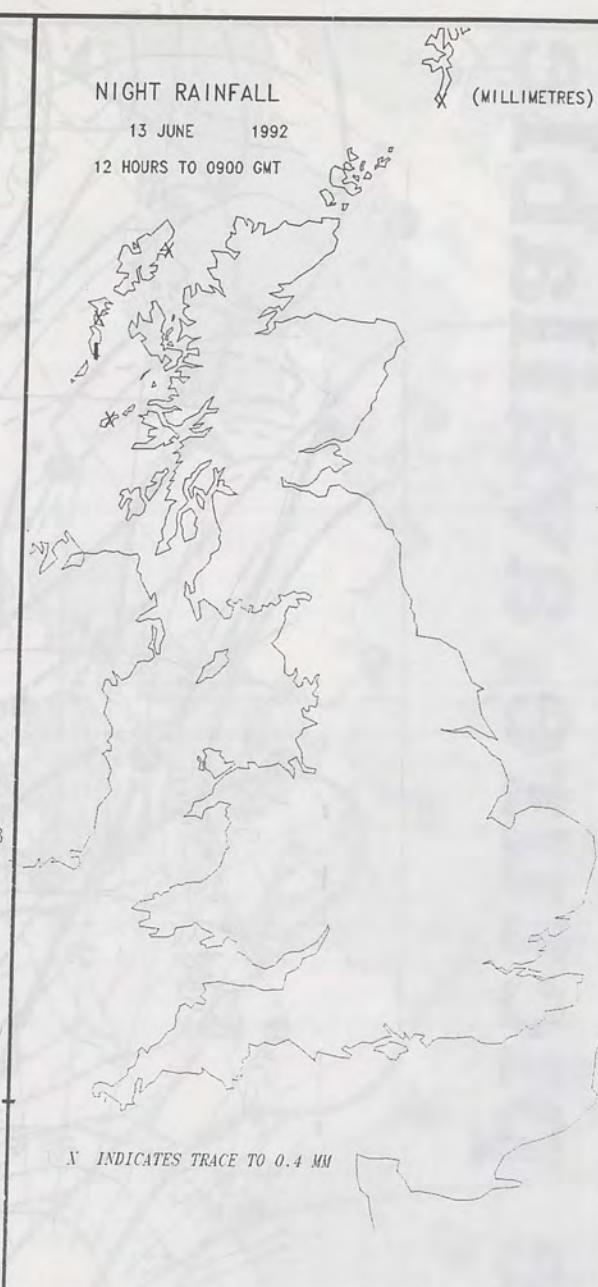 NIGHT RAINFALL
(MILLIMETRES)
13 JUNE 1992
12 HOURS TO 0900 GMT
X
X
X
X
X INDICATES TRACE TO 0.4 MM